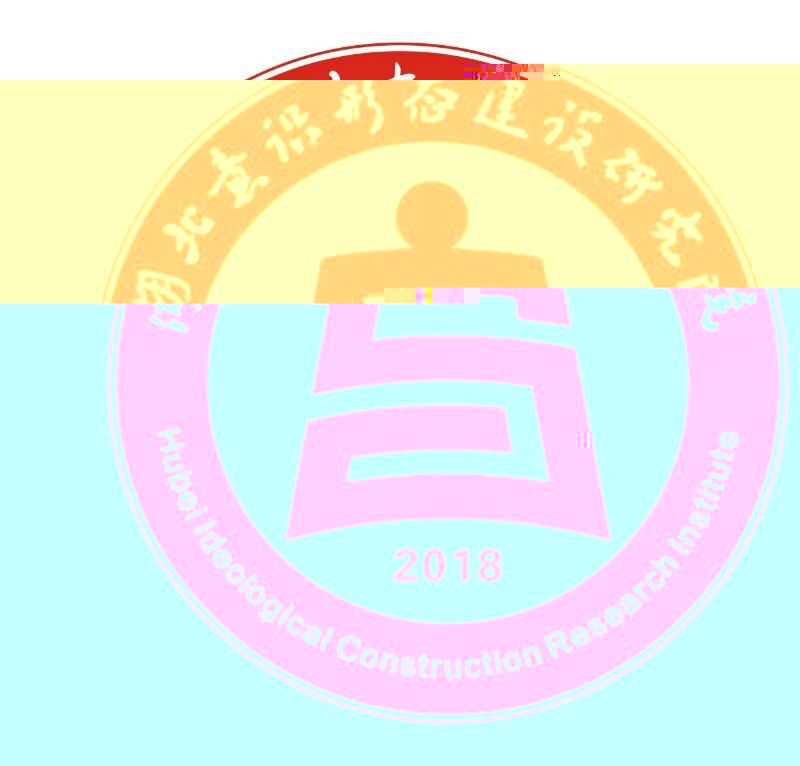 湖北意识形态建设研究院
2018
Hubei Ideological Construction Research Institute